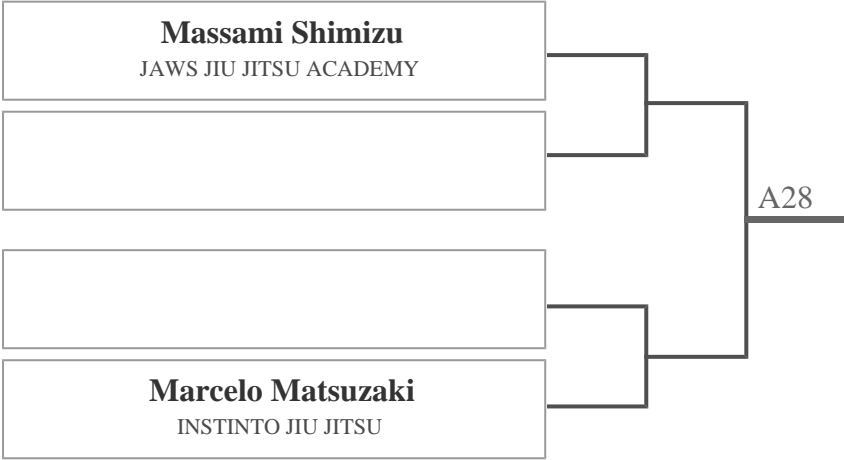 Massami Shimizu
JAWS JIU JITSU ACADEMY
A28
Marcelo Matsuzaki
INSTINTO JIU JITSU